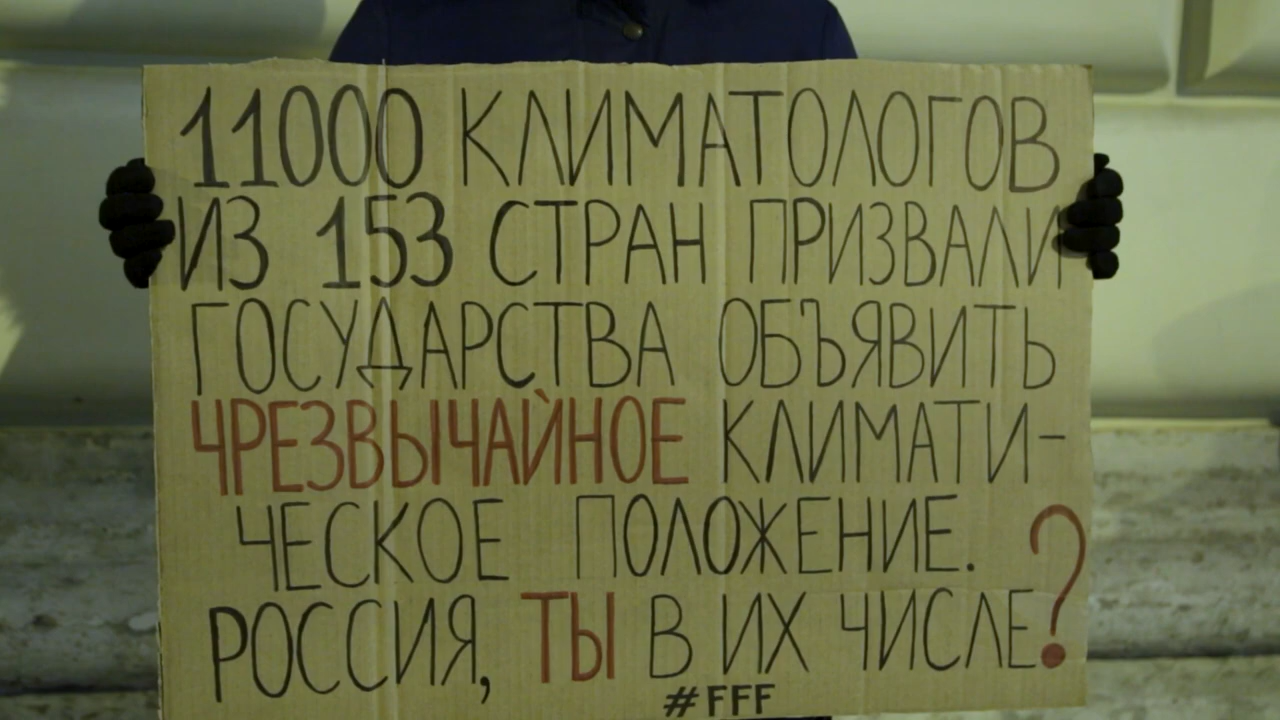 11000 КЛИМАТОЛОГОВ
ИЗ 153 СТРАН ПРИЗВАЛИ
ГОСУДАРСТВА ОБЪЯВИТЬ
ЧРЕЗВЫЧАЙНОЕ КЛИМАТИ-
ЧЕСКОЕ ПОЛОЖЕНИЕ.
РОССИЯ, ТЫ В ИХ ЧИСЛЕ?
#FFF